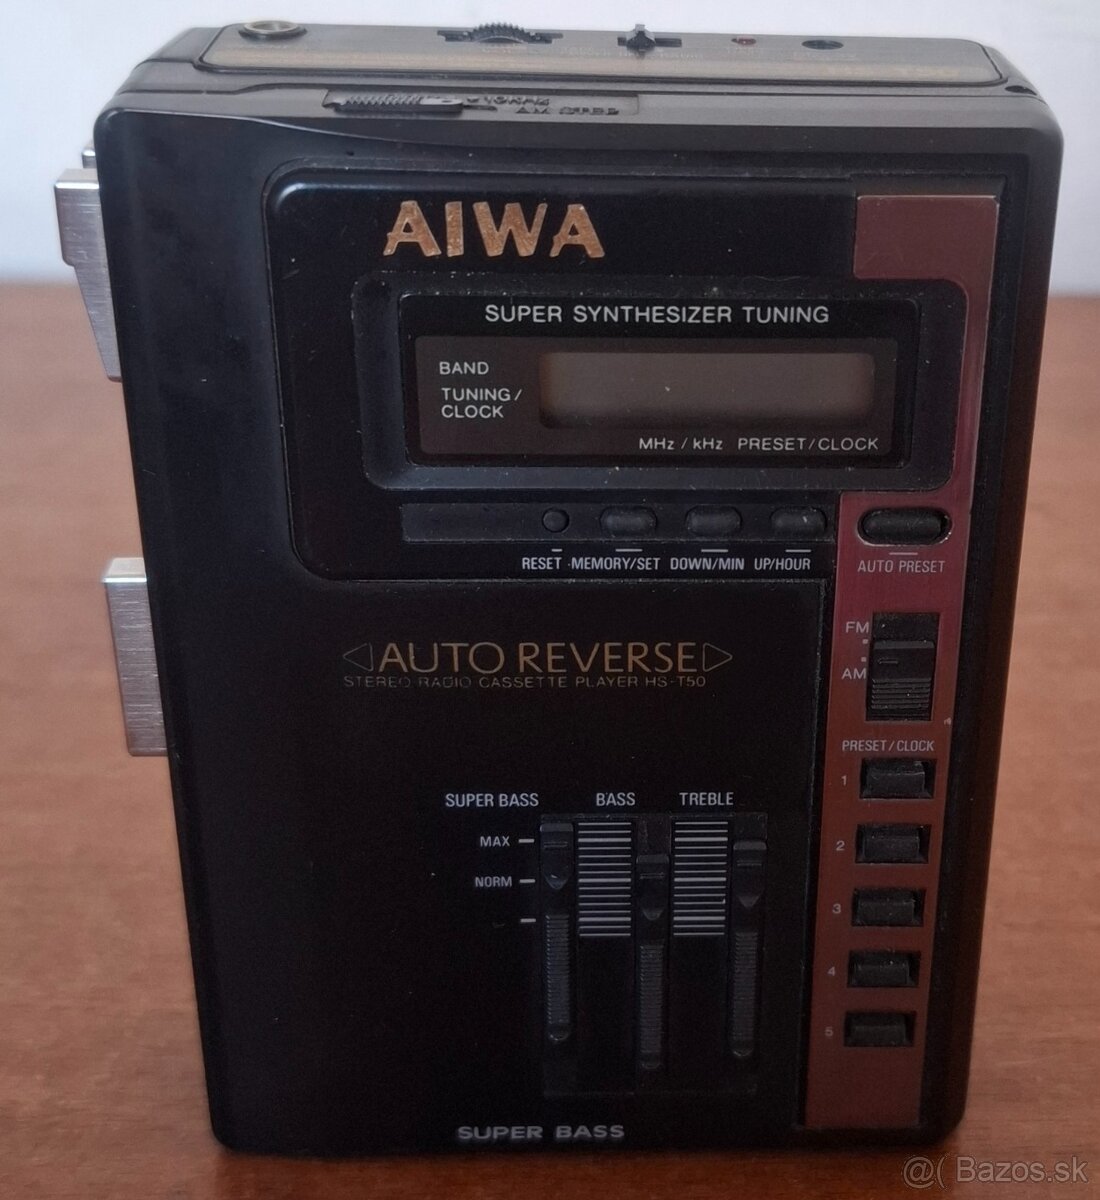 AM STEP
AIWA
SUPER SYNTHESIZER TUNING
BAND
TUNING/
CLOCK
MHz / kHz PRESET/CLOCK
RESET MEMORY/SET DOWN/MIN UP/HOUR
AUTO PRESET
FM
AM
AUTO REVERSE
STEREO RADIO CASSETTE PLAYER HS-T50
PRESET/CLOCK
1
2
3
4
5
SUPER BASS BASS TREBLE
MAX
NORM
SUPER BASS
@( Bazos.sk